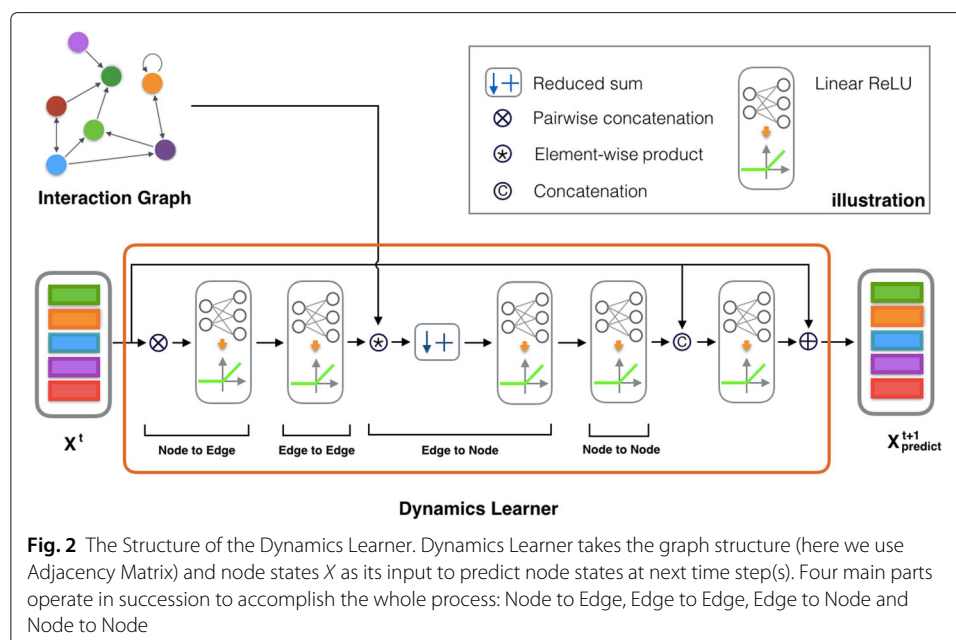 Interaction Graph
Reduced sum
Pairwise concatenation
Element-wise product
Concatenation
Linear ReLU
illustration
X^t
Node to Edge
Edge to Edge
Edge to Node
Node to Node
X^{t+1}_{predict}
Dynamics Learner
Fig. 2 The Structure of the Dynamics Learner. Dynamics Learner takes the graph structure (here we use
Adjacency Matrix) and node states X as its input to predict node states at next time step(s). Four main parts
operate in succession to accomplish the whole process: Node to Edge, Edge to Edge, Edge to Node and
Node to Node